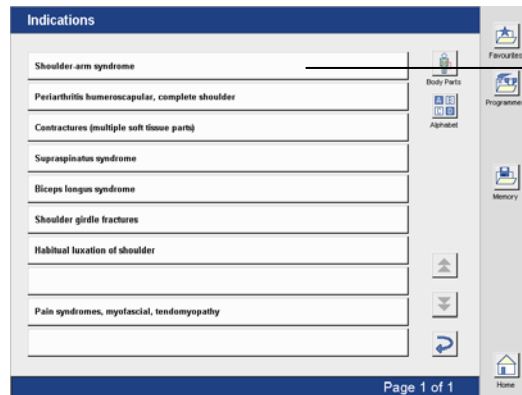 Indications
Shoulder-arm syndrome
Periarthritis humeroscapular, complete shoulder
Contractures (multiple soft tissue parts)
Supraspinatus syndrome
Biceps longus syndrome
Shoulder girdle fractures
Habitual luxation of shoulder
Pain syndromes, myofascial, tendomyopathy
Body Parts
A B
C D
Alphabet
Favourites
Programme
Memory
Home
Page 1 of 1